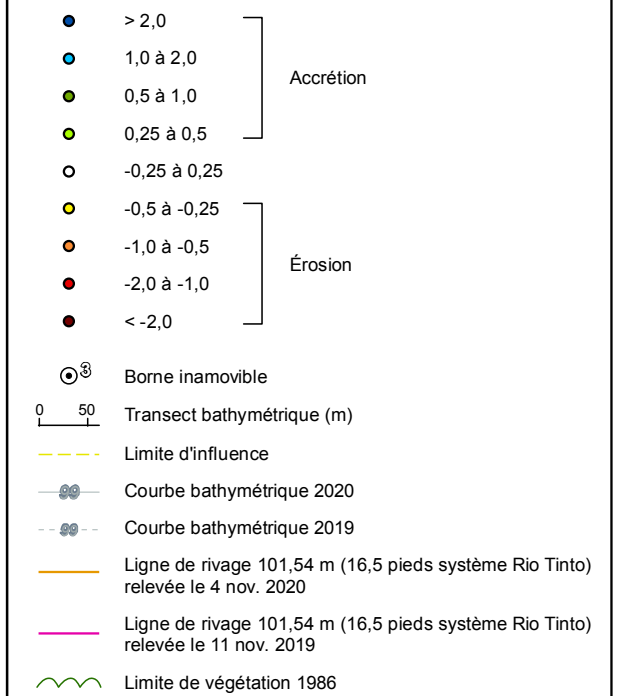 > 2,0
1,0 à 2,0
0,5 à 1,0
Accrétion
0,25 à 0,5
-0,25 à 0,25
-0,5 à -0,25
-1,0 à -0,5
Érosion
-2,0 à -1,0
< -2,0
3 Borne inamovible
0 50 Transect bathymétrique (m)
Limite d'influence
99 Courbe bathymétrique 2020
99 Courbe bathymétrique 2019
Ligne de rivage 101,54 m (16,5 pieds système Rio Tinto)
relevée le 4 nov. 2020
Ligne de rivage 101,54 m (16,5 pieds système Rio Tinto)
relevée le 11 nov. 2019
Limite de végétation 1986